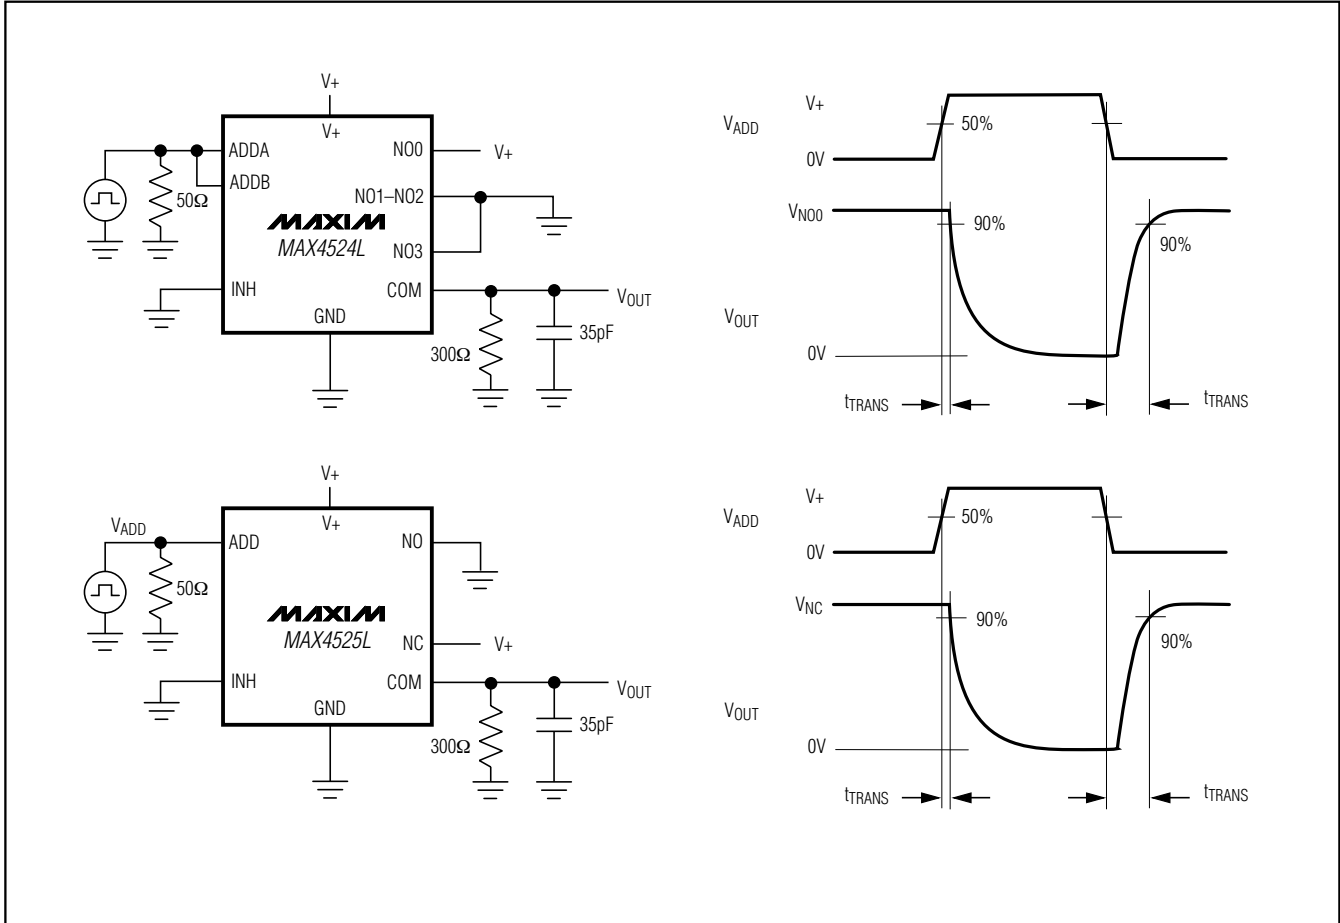 V+
V+
ADDA
ADDB
50Ω
MAXIM
MAX4524L
NO0
V+
NO1–NO2
NO3
COM
INH
GND
VOUT
300Ω
35pF
V+
VADD
50%
0V
VNO0
90%
90%
VOUT
0V
tTRANS
tTRANS
V+
V+
VADD
ADD
50Ω
MAXIM
MAX4525L
NO
NC
V+
COM
INH
GND
VOUT
300Ω
35pF
V+
VADD
50%
0V
VNC
90%
90%
VOUT
0V
tTRANS
tTRANS